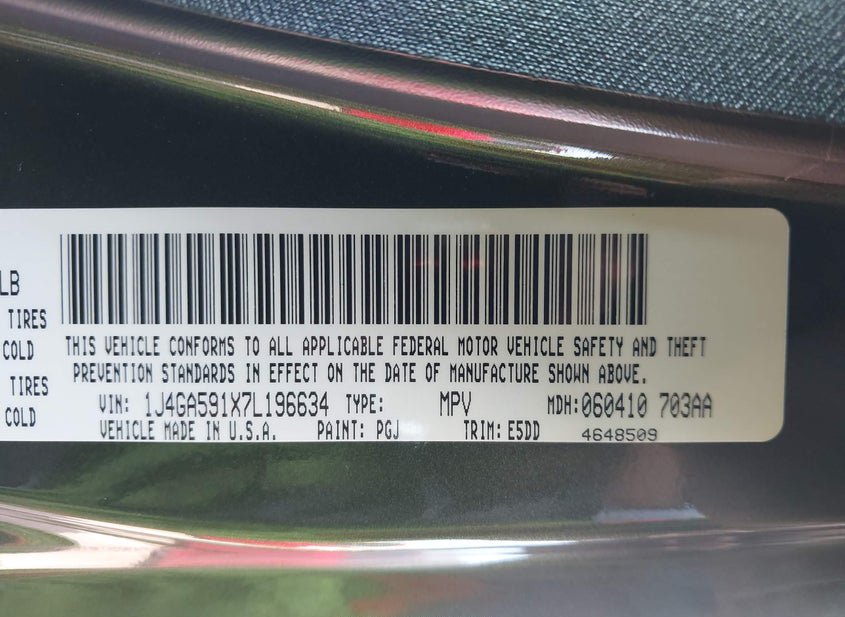 LB
TIRES
COLD
TIRES
COLD
THIS VEHICLE CONFORMS TO ALL APPLICABLE FEDERAL MOTOR VEHICLE SAFETY AND THEFT
PREVENTION STANDARDS IN EFFECT ON THE DATE OF MANUFACTURE SHOWN ABOVE.
VIN: 1J4GA591X7L196634 TYPE: MPV MDH:060410 703AA
VEHICLE MADE IN U.S.A. PAINT: PGJ TRIM: E5DD 4648509